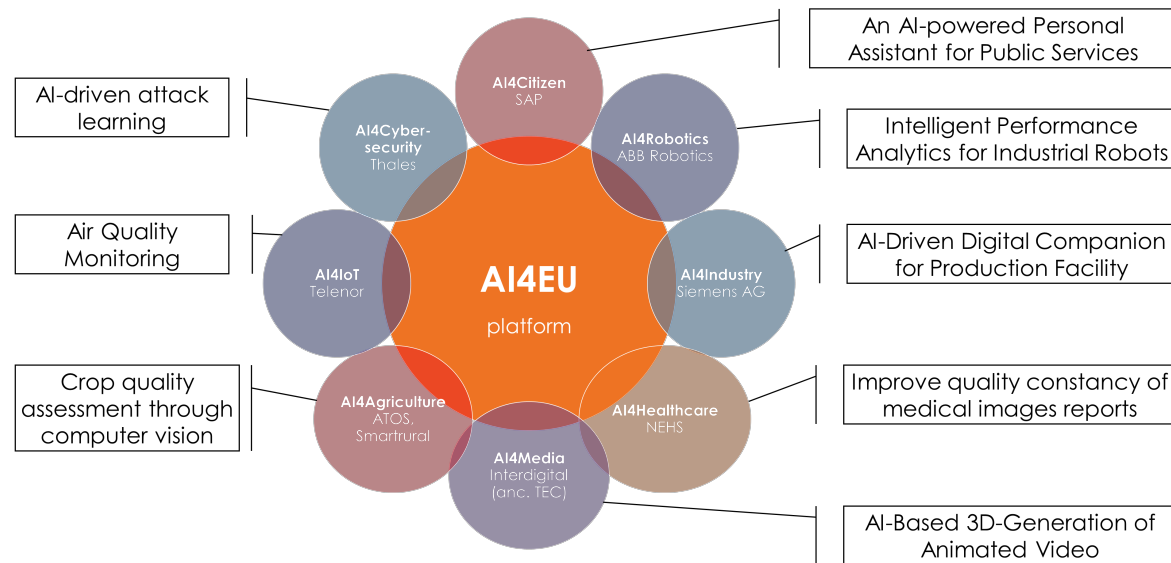 An AI-powered Personal
Assistant for Public Services
AI4Citizen
SAP
AI-driven attack
learning
AI4Cyber-
security
Thales
AI4Robotics
ABB Robotics
Intelligent Performance
Analytics for Industrial Robots
Air Quality
Monitoring
AI4IoT
Telenor
AI4EU
platform
AI4Industry
Siemens AG
AI-Driven Digital Companion
for Production Facility
Crop quality
assessment through
computer vision
AI4Agriculture
ATOS,
Smartrural
AI4Healthcare
NEHS
Improve quality constancy of
medical images reports
AI4Media
Interdigital
(anc. TEC)
AI-Based 3D-Generation of
Animated Video